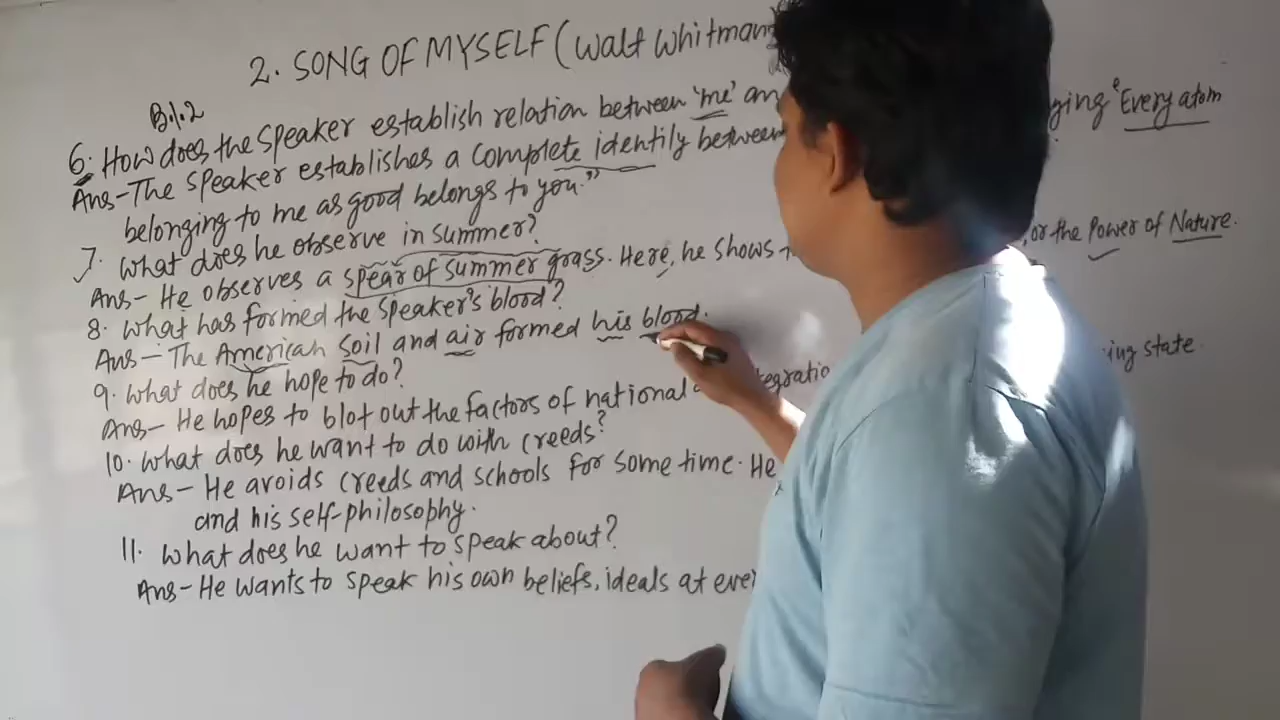 2. SONG OF MYSELF (Walt Whitman
B.1.2
6. How does the speaker establish relation between 'me' an
Ans- The speaker establishes a complete identity between ging "Every atom
belonging to me as good belongs to you."
7. What does he observe in summer?
Ans- He observes a spear of summer grass. Here, he shows , or the Power of Nature.
8. What has formed the speaker's blood?
Ans- The American soil and air formed his blood.
9. What does he hope to do?
Ans- He hopes to blot out the factors of national egratio ing state.
10. What does he want to do with creeds?
Ans- He avoids creeds and schools for some time. He
and his self-philosophy.
11. What does he want to speak about?
Ans- He wants to speak his own beliefs, ideals at ever